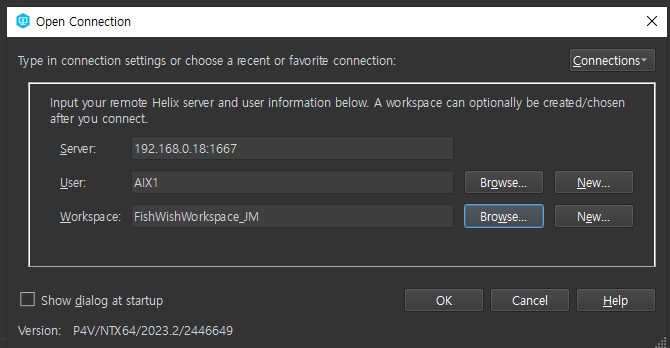 Open Connection
Type in connection settings or choose a recent or favorite connection:
Connections
Input your remote Helix server and user information below. A workspace can optionally be created/chosen
after you connect.
Server: 192.168.0.18:1667
User: AIX1 Browse... New...
Workspace: FishWishWorkspace_JM Browse... New...
Show dialog at startup OK Cancel Help
Version: P4V/NTX64/2023.2/2446649